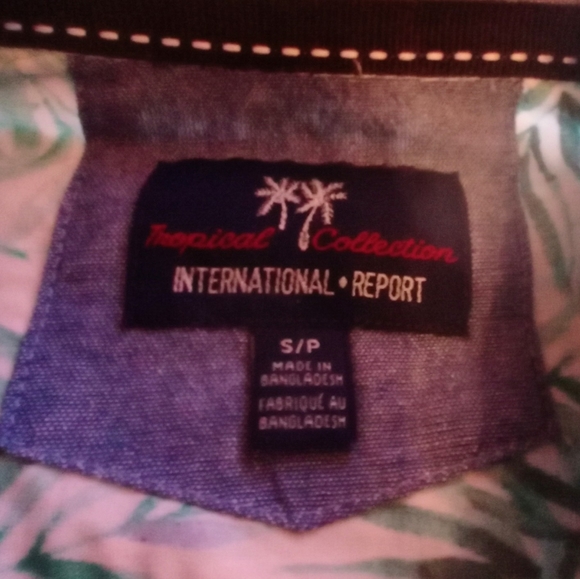 Tropical Collection
INTERNATIONAL • REPORT
S/P
MADE IN
BANGLADESH
FABRIQUÉ AU
BANGLADESH